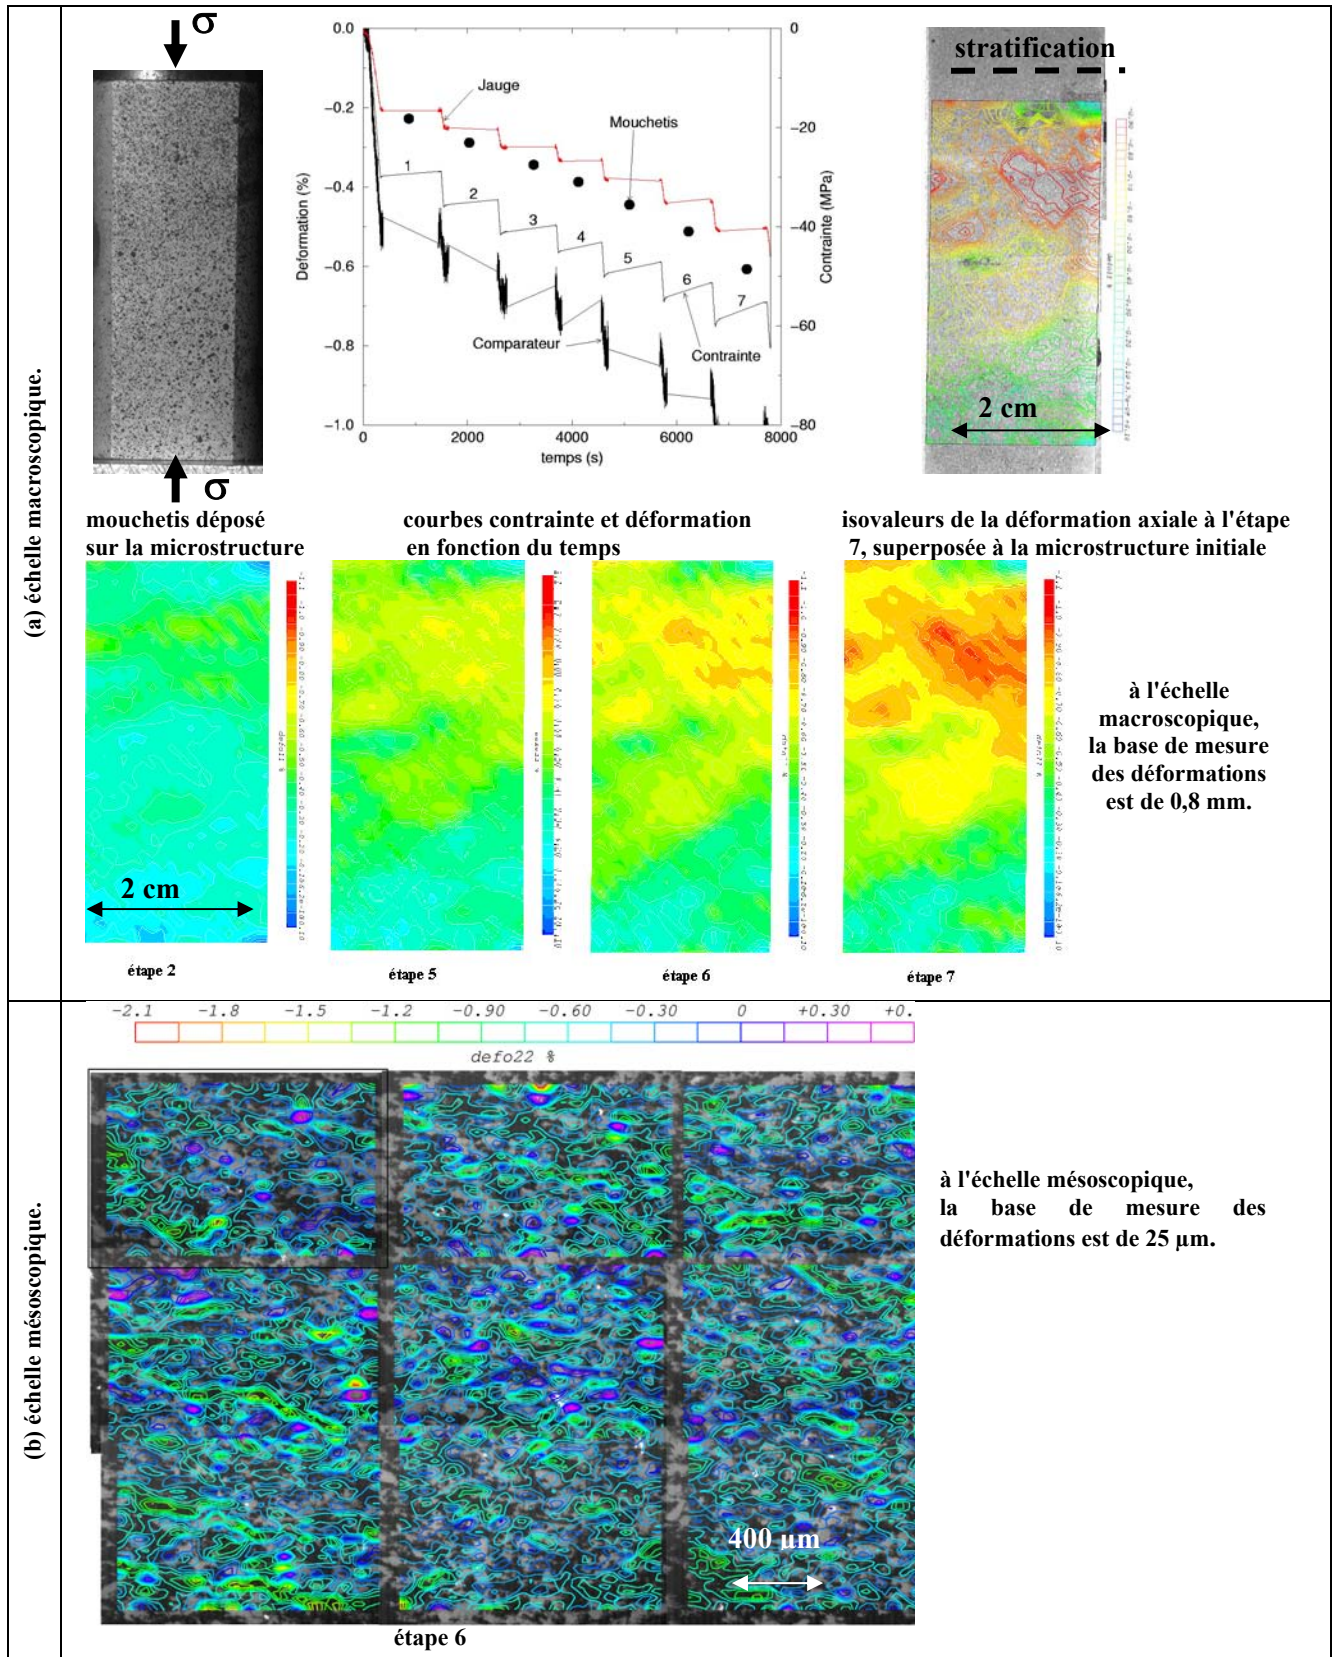 (a) échelle macroscopique.
σ
σ
0.0
−0.2
−0.4
−0.6
−0.8
−1.0
Deformation (%)
0
2000
4000
6000
8000
temps (s)
0
−20
−40
−60
−80
Contrainte (MPa)
Jauge
Mouchetis
1
2
3
4
5
6
7
Comparateur
Contrainte
stratification
2 cm
mouchetis déposé
sur la microstructure
courbes contrainte et déformation
en fonction du temps
isovaleurs de la déformation axiale à l'étape
7, superposée à la microstructure initiale
2 cm
étape 2
étape 5
étape 6
étape 7
à l'échelle
macroscopique,
la base de mesure
des déformations
est de 0,8 mm.
(b) échelle mésoscopique.
−2.1 −1.8 −1.5 −1.2 −0.90 −0.60 −0.30 0 +0.30 +0.
defo22 %
400 µm
étape 6
à l'échelle mésoscopique,
la base de mesure des
déformations est de 25 µm.